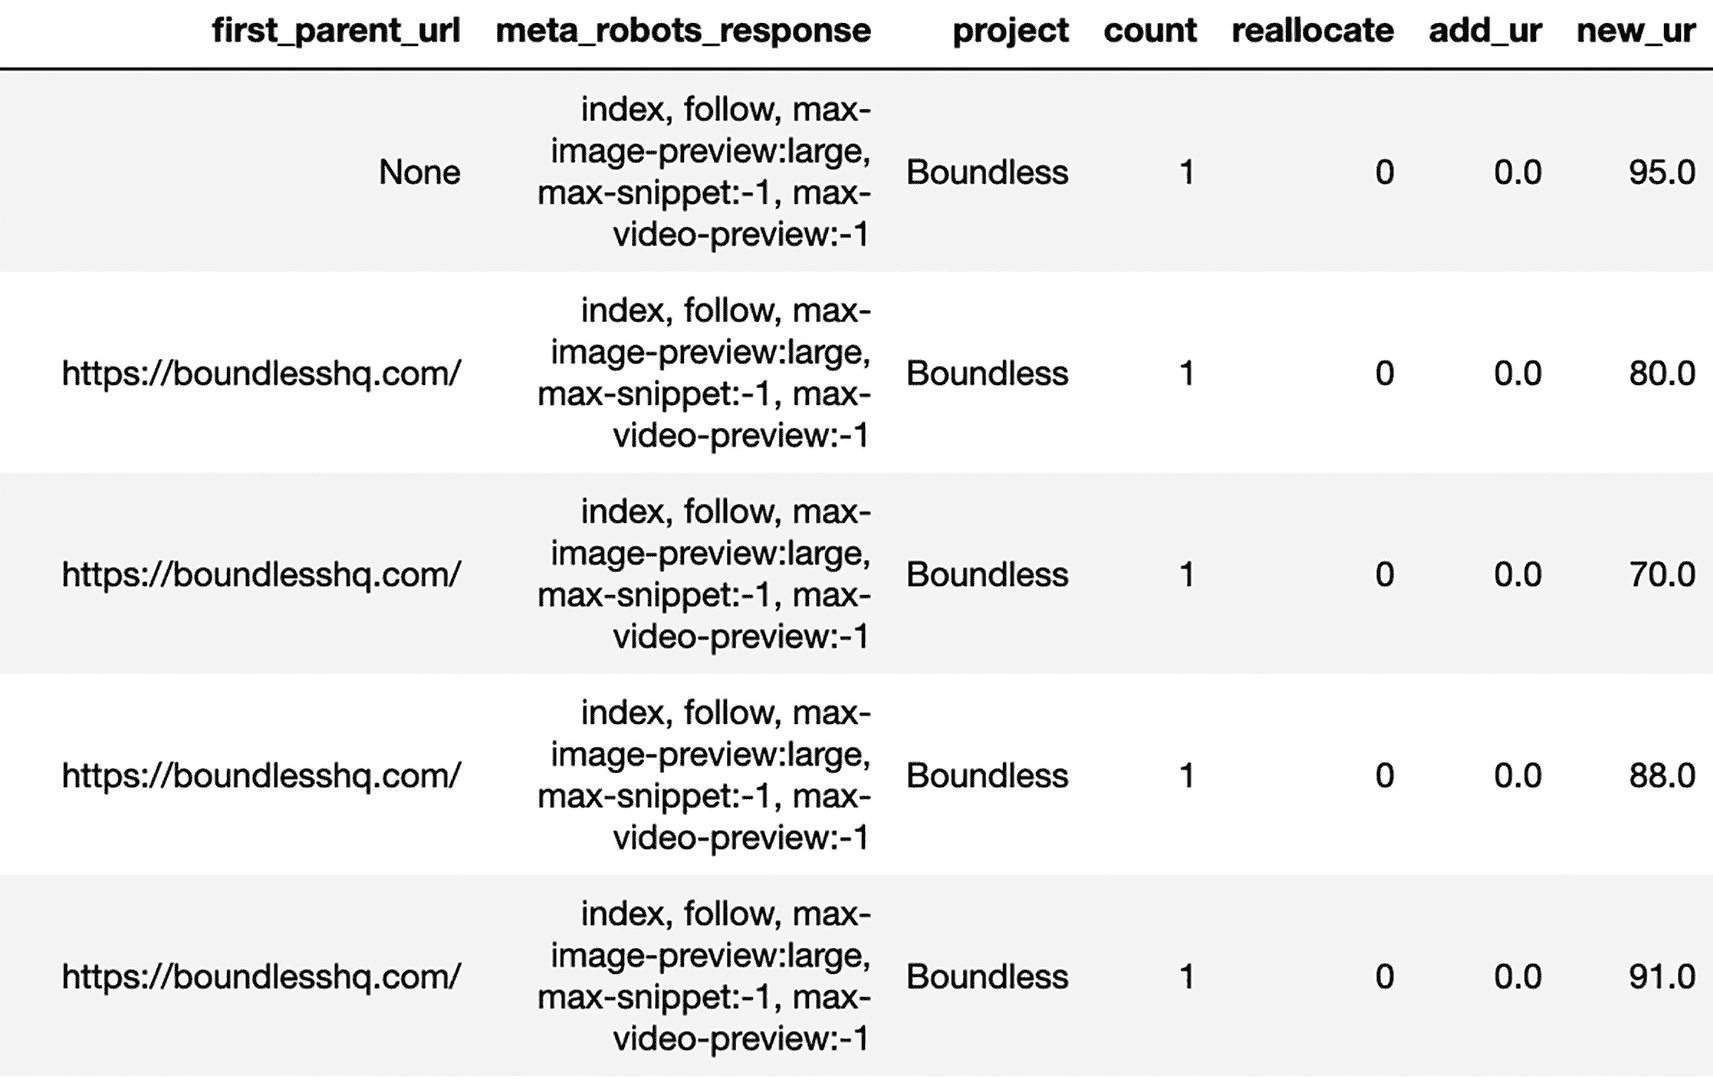 first_parent_url meta_robots_response project count reallocate add_ur new_ur
index, follow, max-
image-preview:large,
None Boundless 1 0 0.0 95.0
max-snippet:-1, max-
video-preview:-1
index, follow, max-
image-preview:large,
https://boundlesshq.com/ Boundless 1 0 0.0 80.0
max-snippet:-1, max-
video-preview:-1
index, follow, max-
image-preview:large,
https://boundlesshq.com/ Boundless 1 0 0.0 70.0
max-snippet:-1, max-
video-preview:-1
index, follow, max-
image-preview:large,
https://boundlesshq.com/ Boundless 1 0 0.0 88.0
max-snippet:-1, max-
video-preview:-1
index, follow, max-
image-preview:large,
https://boundlesshq.com/ Boundless 1 0 0.0 91.0
max-snippet:-1, max-
video-preview:-1